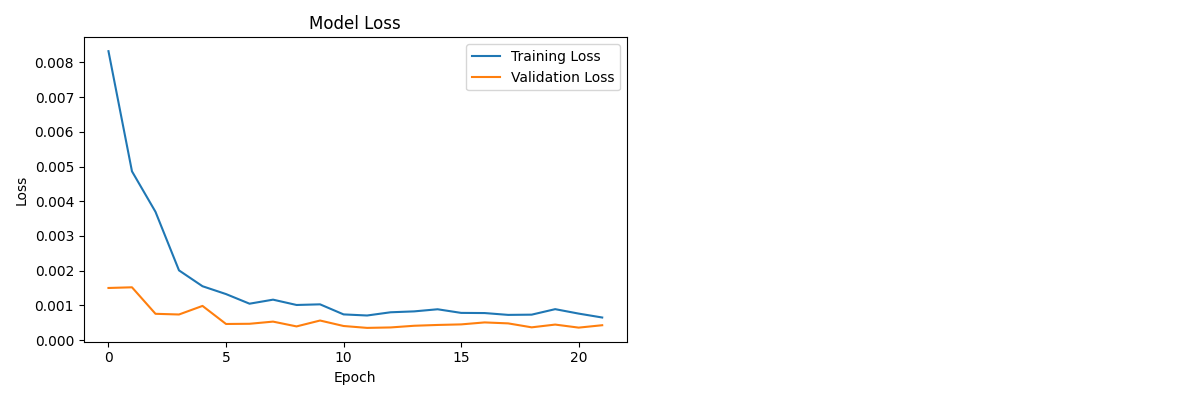 Model Loss
Training Loss
Validation Loss
0.008
0.007
0.006
0.005
0.004
0.003
0.002
0.001
0.000
Loss
0 5 10 15 20
Epoch